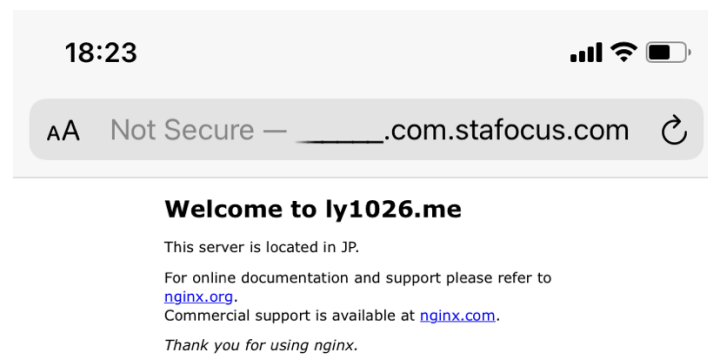 18:23
AA Not Secure — ______.com.stafocus.com
Welcome to ly1026.me
This server is located in JP.
For online documentation and support please refer to
nginx.org.
Commercial support is available at nginx.com.
Thank you for using nginx.